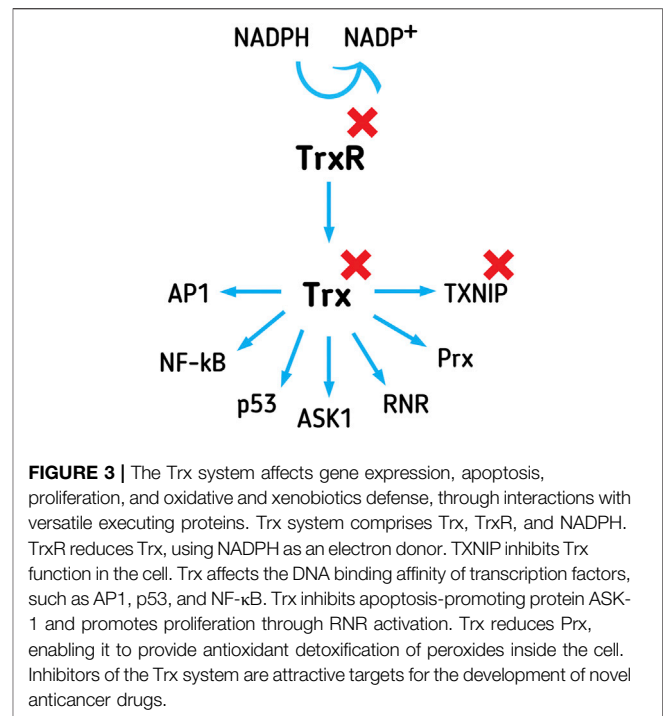 NADPH NADP+
TrxR
Trx
AP1
TXNIP
NF-kB
Prx
p53
ASK1
RNR
FIGURE 3 | The Trx system affects gene expression, apoptosis,
proliferation, and oxidative and xenobiotics defense, through interactions with
versatile executing proteins. Trx system comprises Trx, TrxR, and NADPH.
TrxR reduces Trx, using NADPH as an electron donor. TXNIP inhibits Trx
function in the cell. Trx affects the DNA binding affinity of transcription factors,
such as AP1, p53, and NF-κB. Trx inhibits apoptosis-promoting protein ASK-
1 and promotes proliferation through RNR activation. Trx reduces Prx,
enabling it to provide antioxidant detoxification of peroxides inside the cell.
Inhibitors of the Trx system are attractive targets for the development of novel
anticancer drugs.